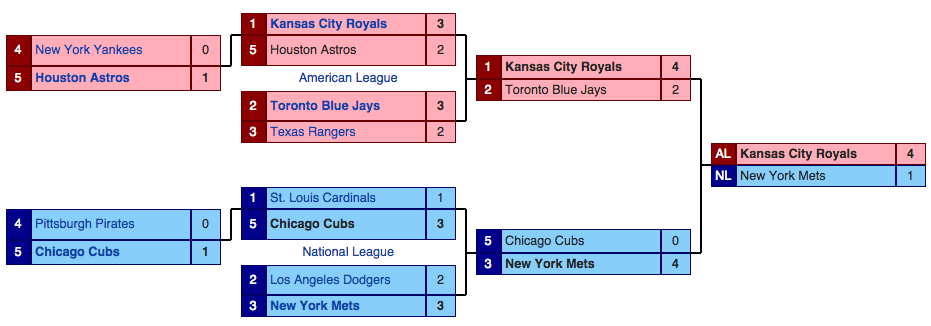 4 New York Yankees 0
5 Houston Astros 1
1 Kansas City Royals 3
5 Houston Astros 2
American League
2 Toronto Blue Jays 3
3 Texas Rangers 2
1 Kansas City Royals 4
2 Toronto Blue Jays 2
AL Kansas City Royals 4
NL New York Mets 1
4 Pittsburgh Pirates 0
5 Chicago Cubs 1
1 St. Louis Cardinals 1
5 Chicago Cubs 3
National League
2 Los Angeles Dodgers 2
3 New York Mets 3
5 Chicago Cubs 0
3 New York Mets 4